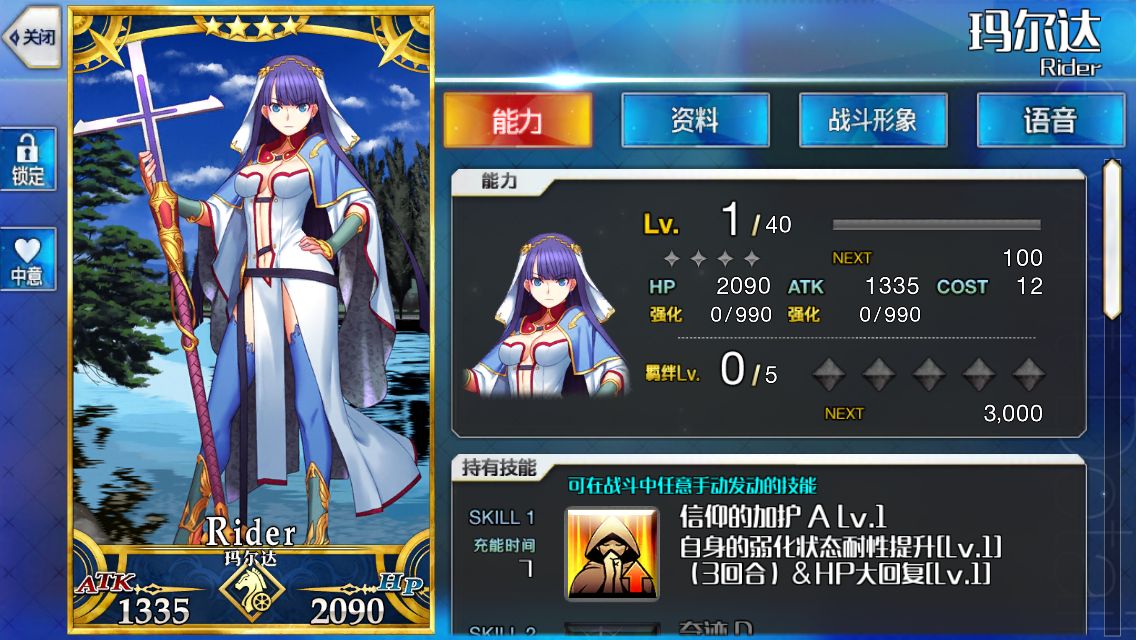 关闭
玛尔达
Rider
能力
资料
战斗形象
语音
锁定
中意
能力
Lv. 1/40
NEXT 100
HP 2090 ATK 1335 COST 12
强化 0/990 强化 0/990
羁绊Lv. 0/5
NEXT 3,000
持有技能
可在战斗中任意手动发动的技能
SKILL 1
充能时间
7
信仰的加护 A Lv.1
自身的弱化状态耐性提升[Lv.1]
（3回合）&HP大回复[Lv.1]
SKILL 2
奇迹 D
Rider
玛尔达
ATK 1335
HP 2090